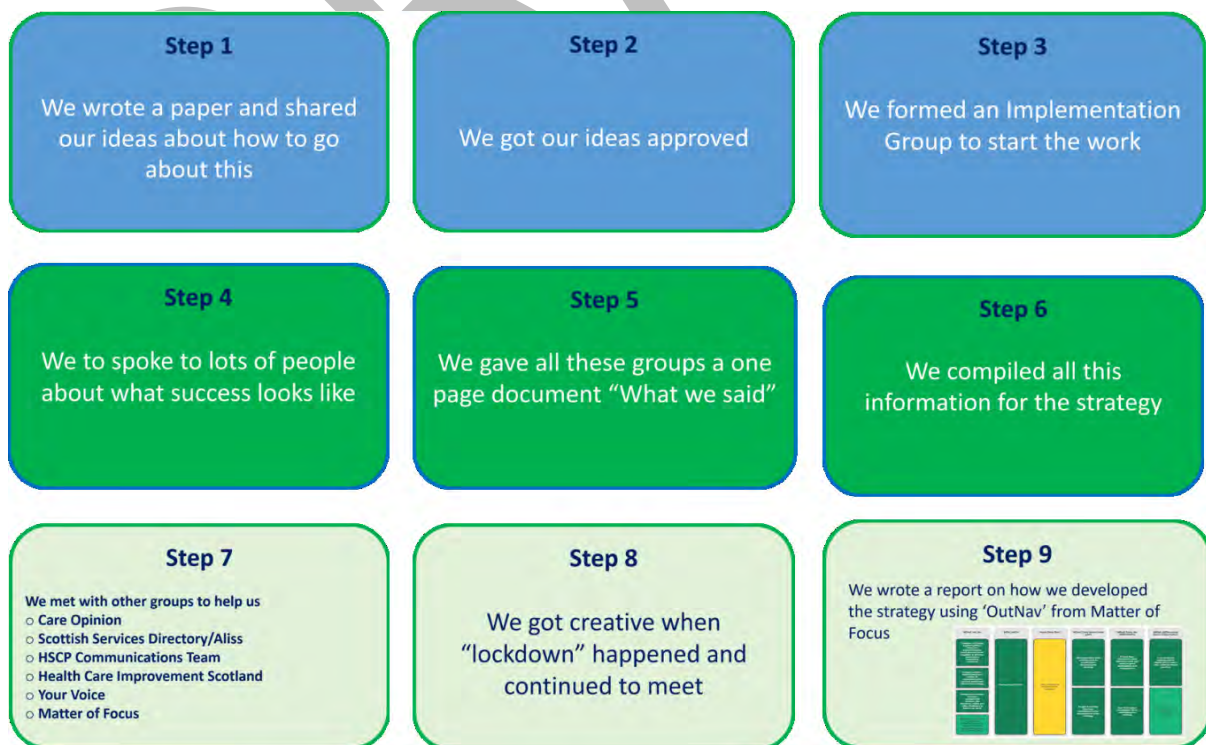 Step 1
We wrote a paper and shared
our ideas about how to go
about this
Step 2
We got our ideas approved
Step 3
We formed an Implementation
Group to start the work
Step 4
We to spoke to lots of people
about what success looks like
Step 5
We gave all these groups a one
page document “What we said”
Step 6
We compiled all this
information for the strategy
Step 7
We met with other groups to help us
○ Care Opinion
○ Scottish Services Directory/Aliss
○ HSCP Communications Team
○ Health Care Improvement Scotland
○ Your Voice
○ Matter of Focus
Step 8
We got creative when
“lockdown” happened and
continued to meet
Step 9
We wrote a report on how we developed
the strategy using ‘OutNav’ from Matter of
Focus